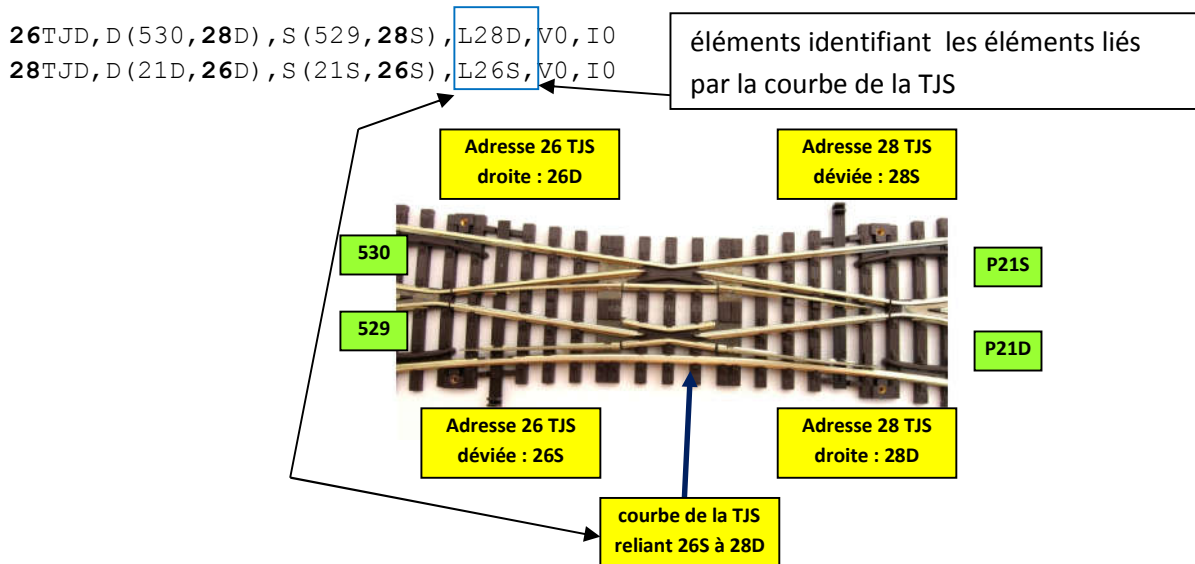 26TJD,D(530,28D),S(529,28S),L28D,V0,I0
28TJD,D(21D,26D),S(21S,26S),L26S,V0,I0
éléments identifiant les éléments liés
par la courbe de la TJS
Adresse 26 TJS
droite : 26D
Adresse 28 TJS
déviée : 28S
530
P21S
529
P21D
Adresse 26 TJS
déviée : 26S
Adresse 28 TJS
droite : 28D
courbe de la TJS
reliant 26S à 28D